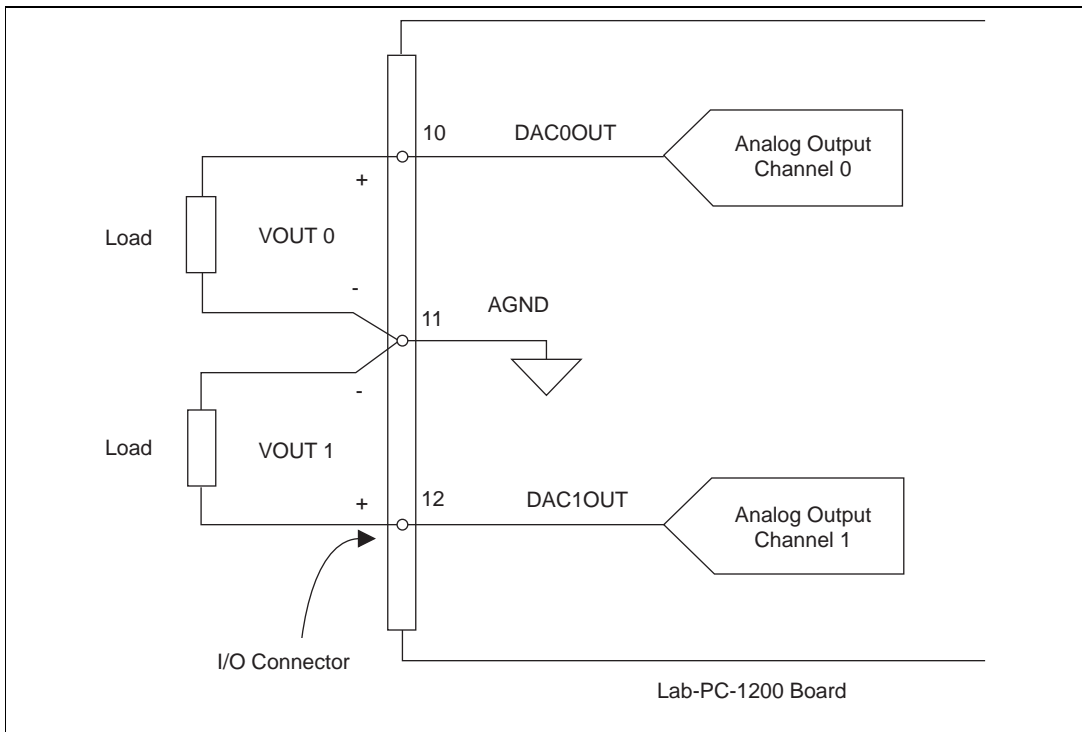 10
DAC0OUT
Analog Output
Channel 0
+
Load
VOUT 0
-
11
AGND
-
Load
VOUT 1
+
12
DAC1OUT
Analog Output
Channel 1
I/O Connector
Lab-PC-1200 Board